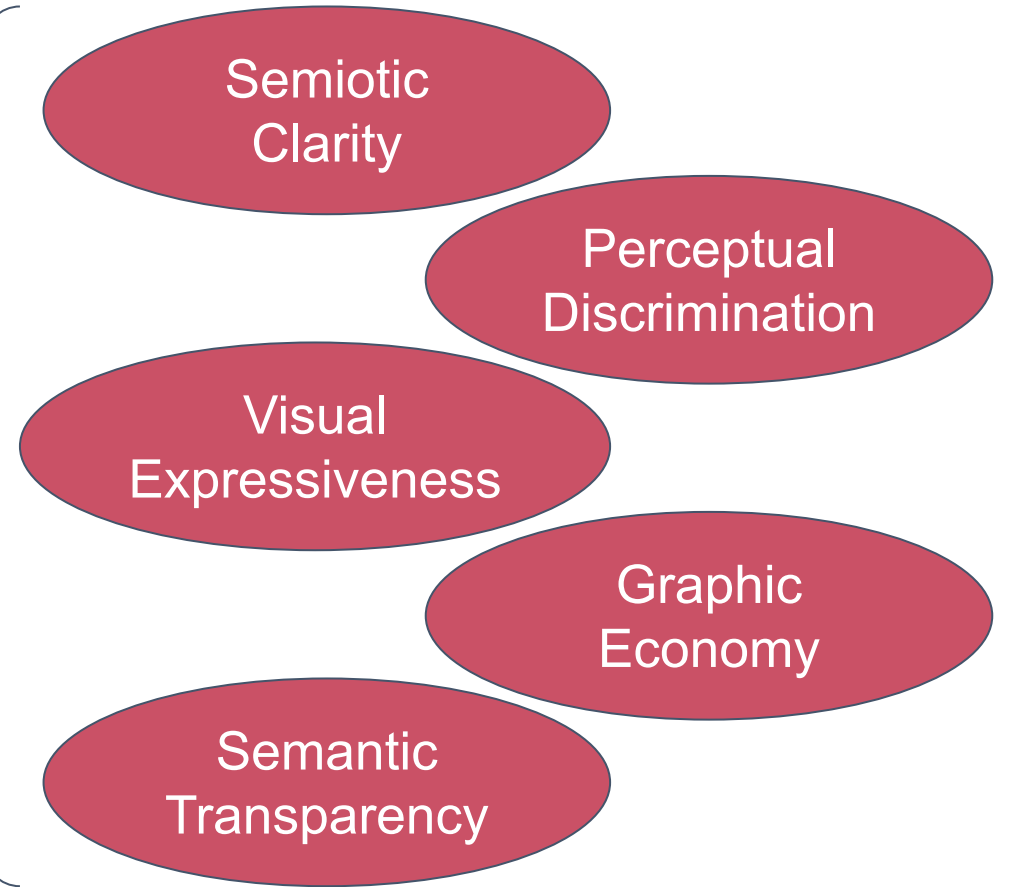 Semiotic
Clarity
Perceptual
Discrimination
Visual
Expressiveness
Graphic
Economy
Semantic
Transparency